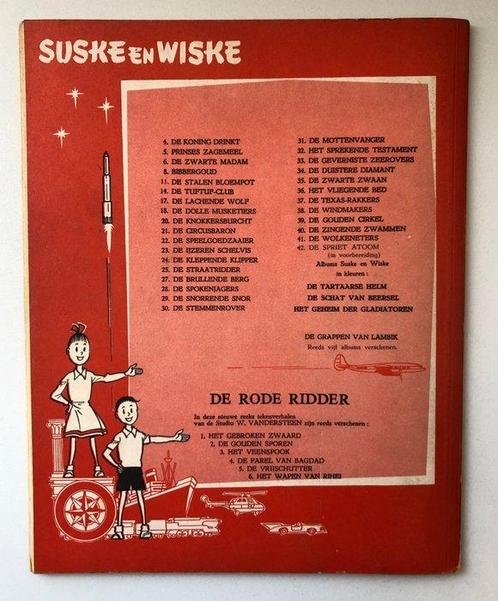 SUSKE EN WISKE
4. DE KONING DRINKT
5. PRINSES ZAGEMEEL
6. DE ZWARTE MADAM
8. BIBBERGOUD
11. DE STALEN BLOEMPOT
14. DE TUFTUF-CLUB
17. DE LACHENDE WOLF
18. DE DOLLE MUSKETIERS
20. DE KNOKKERSBURCHT
21. DE CIRCUSBARON
22. DE SPEELGOEDZAAIER
23. DE IJZEREN SCHELVIS
24. DE KLEPPENDE KLIPPER
25. DE STRAATRIDDER
27. DE BRULLENDE BERG
28. DE SPOKENJAGERS
29. DE SNORRENDE SNOR
30. DE STEMMENROVER
31. DE MOTTENVANGER
32. HET SPREKENDE TESTAMENT
33. DE GEVERNISTE ZEEROVERS
34. DE DUISTERE DIAMANT
35. DE ZWARTE ZWAAN
36. HET VLIEGENDE BED
37. DE TEXAS-RAKKERS
38. DE WINDMAKERS
39. DE GOUDEN CIRKEL
40. DE ZINGENDE ZWAMMEN
41. DE WOLKENETERS
42. DE SPRIET ATOOM
(in voorbereiding)
Albums Suske en Wiske
in kleuren :
DE TARTAARSE HELM
DE SCHAT VAN BEERSEL
HET GEHEIM DER GLADIATOREN
DE GRAPPEN VAN LAMBIK
Reeds vijf albums verschenen.
DE RODE RIDDER
In deze nieuwe reeks tekenverhalen
van de Studio W. VANDERSTEEN zijn reeds verschenen :
1. HET GEBROKEN ZWAARD
2. DE GOUDEN SPOREN
3. HET VEENSPOOK
4. DE PAREL VAN BAGDAD
5. DE VRIJSCHUTTER
6. HET WAPEN VAN RIHEI